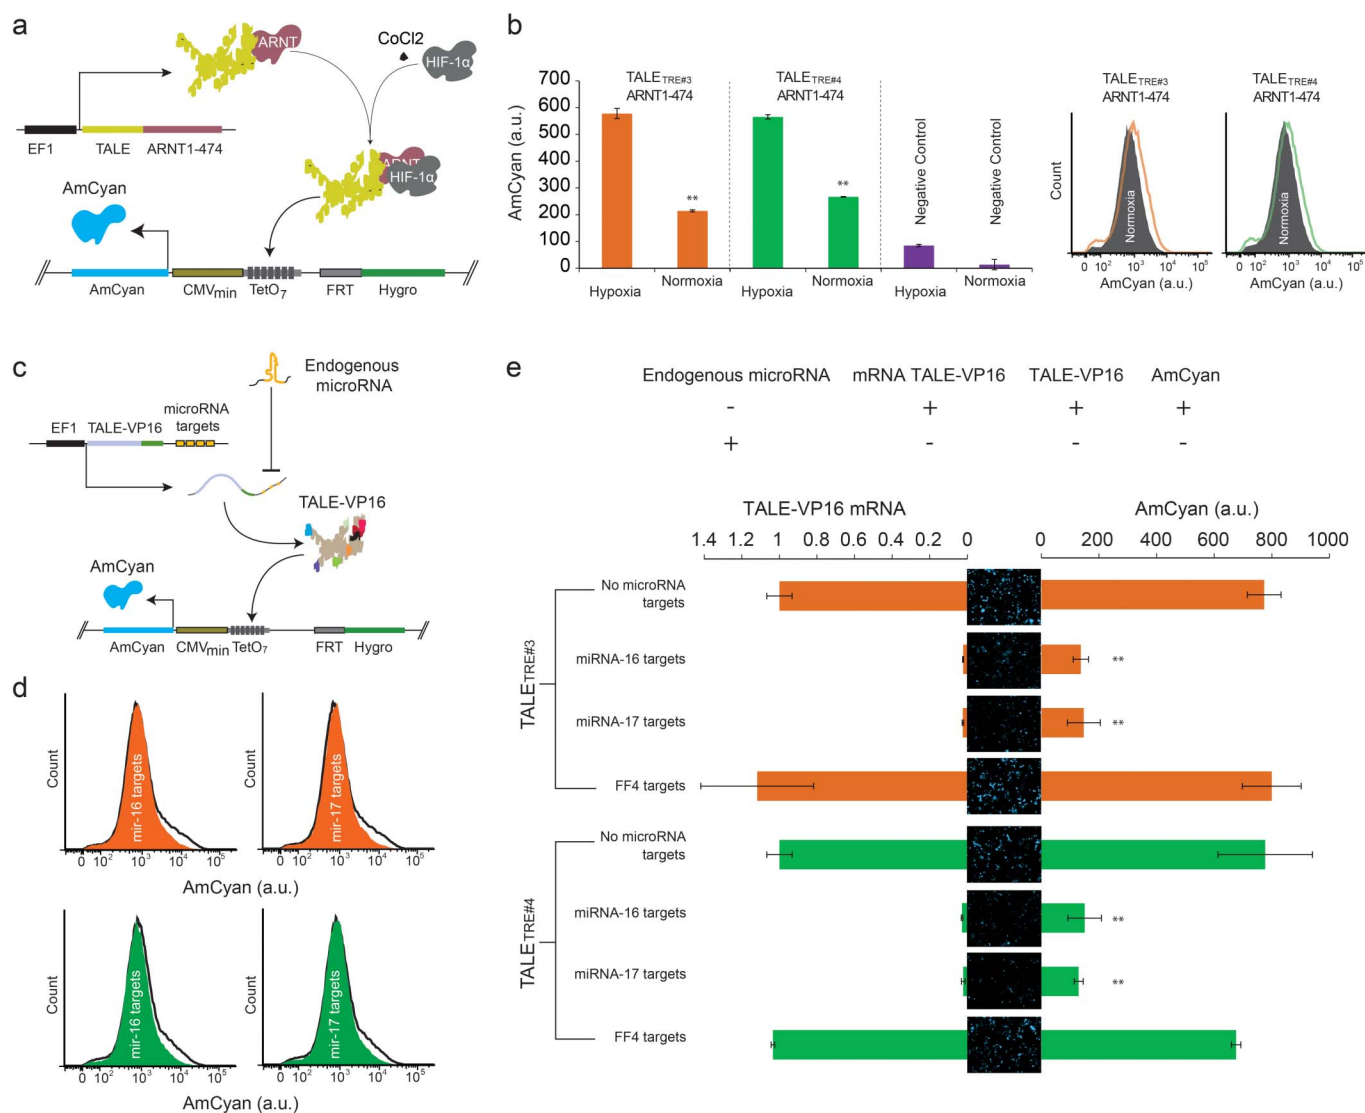 a
ARNT
CoCl2
HIF-1α
EF1 TALE ARNT1-474
ARNT
HIF-1α
AmCyan
AmCyan CMVmin TetO7 FRT Hygro
b
TALETRE#3
ARNT1-474
TALETRE#4
ARNT1-474
AmCyan (a.u.)
700
600
500
400
300
200
100
0
**
**
Negative Control
Negative Control
Hypoxia Normoxia Hypoxia Normoxia Hypoxia Normoxia
TALETRE#3
ARNT1-474
TALETRE#4
ARNT1-474
Count
Normoxia
Normoxia
0 10² 10³ 10⁴ 10⁵
0 10² 10³ 10⁴ 10⁵
AmCyan (a.u.) AmCyan (a.u.)
c
Endogenous
microRNA
microRNA
targets
EF1 TALE-VP16
TALE-VP16
AmCyan
AmCyan CMVmin TetO7 FRT Hygro
d
Count
mir-16 targets
0 10² 10³ 10⁴ 10⁵
AmCyan (a.u.)
Count
mir-17 targets
0 10² 10³ 10⁴ 10⁵
AmCyan (a.u.)
Count
mir-16 targets
0 10² 10³ 10⁴ 10⁵
AmCyan (a.u.)
Count
mir-17 targets
0 10² 10³ 10⁴ 10⁵
AmCyan (a.u.)
e
Endogenous microRNA mRNA TALE-VP16 TALE-VP16 AmCyan
- + + +
+ - - -
TALE-VP16 mRNA AmCyan (a.u.)
1.4 1.2 1 0.8 0.6 0.4 0.2 0 0 200 400 600 800 1000
TALETRE#3
No microRNA
targets
miRNA-16 targets **
miRNA-17 targets **
FF4 targets
TALETRE#4
No microRNA
targets
miRNA-16 targets **
miRNA-17 targets **
FF4 targets